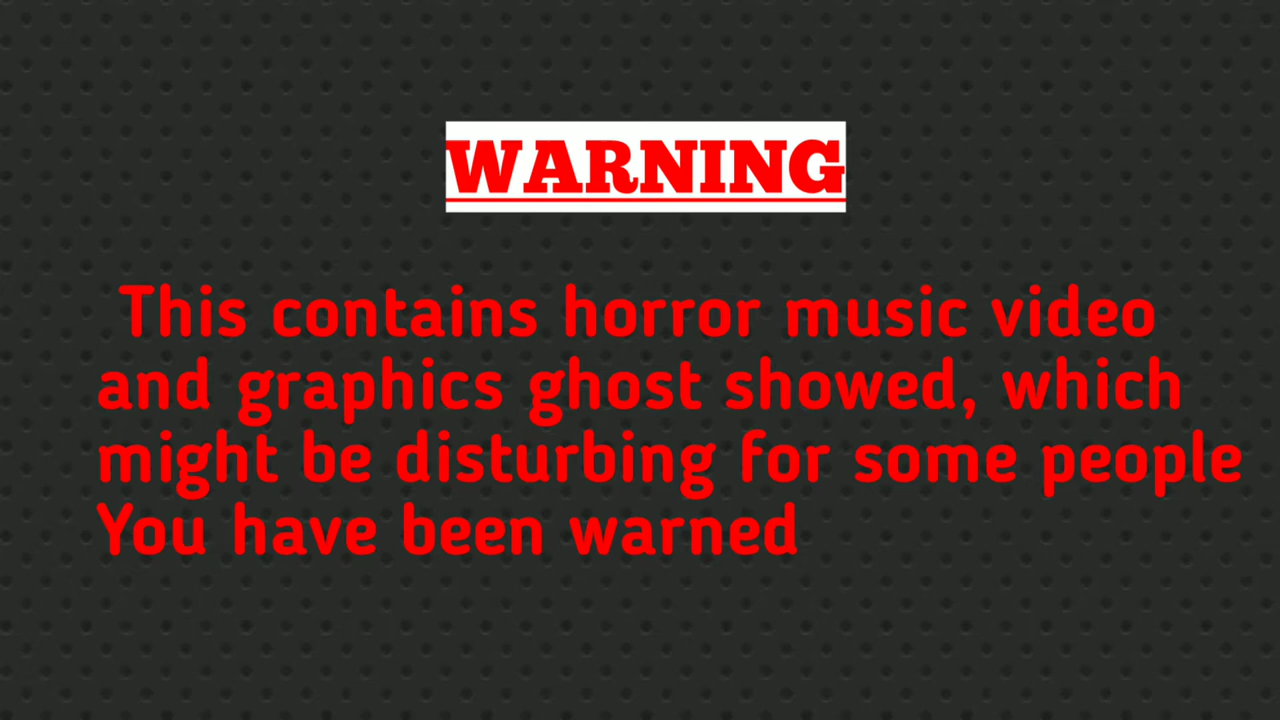 WARNING
This contains horror music video
and graphics ghost showed, which
might be disturbing for some people
You have been warned